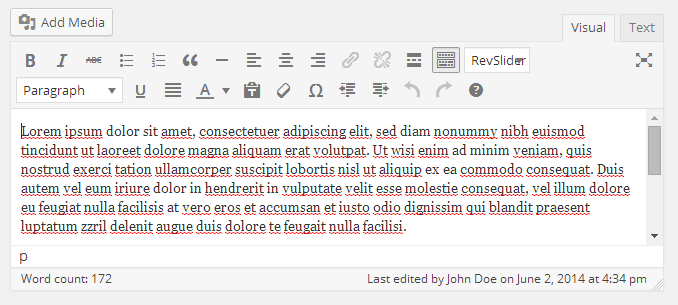 Add Media
Visual Text
B I ABC RevSlider
Paragraph U A T Ω ?
Lorem ipsum dolor sit amet, consectetuer adipiscing elit, sed diam nonummy nibh euismod
tincidunt ut laoreet dolore magna aliquam erat volutpat. Ut wisi enim ad minim veniam, quis
nostrud exerci tation ullamcorper suscipit lobortis nisl ut aliquip ex ea commodo consequat. Duis
autem vel eum iriure dolor in hendrerit in vulputate velit esse molestie consequat, vel illum dolore
eu feugiat nulla facilisis at vero eros et accumsan et iusto odio dignissim qui blandit praesent
luptatum zzril delenit augue duis dolore te feugait nulla facilisi.
p
Word count: 172 Last edited by John Doe on June 2, 2014 at 4:34 pm